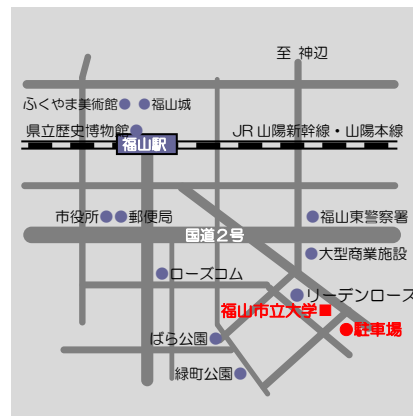 至 神辺
ふくやま美術館
福山城
県立歴史博物館
福山駅
JR 山陽新幹線・山陽本線
市役所
郵便局
福山東警察署
国道2号
大型商業施設
ローズコム
リーデンローズ
福山市立大学
駐車場
ばら公園
緑町公園